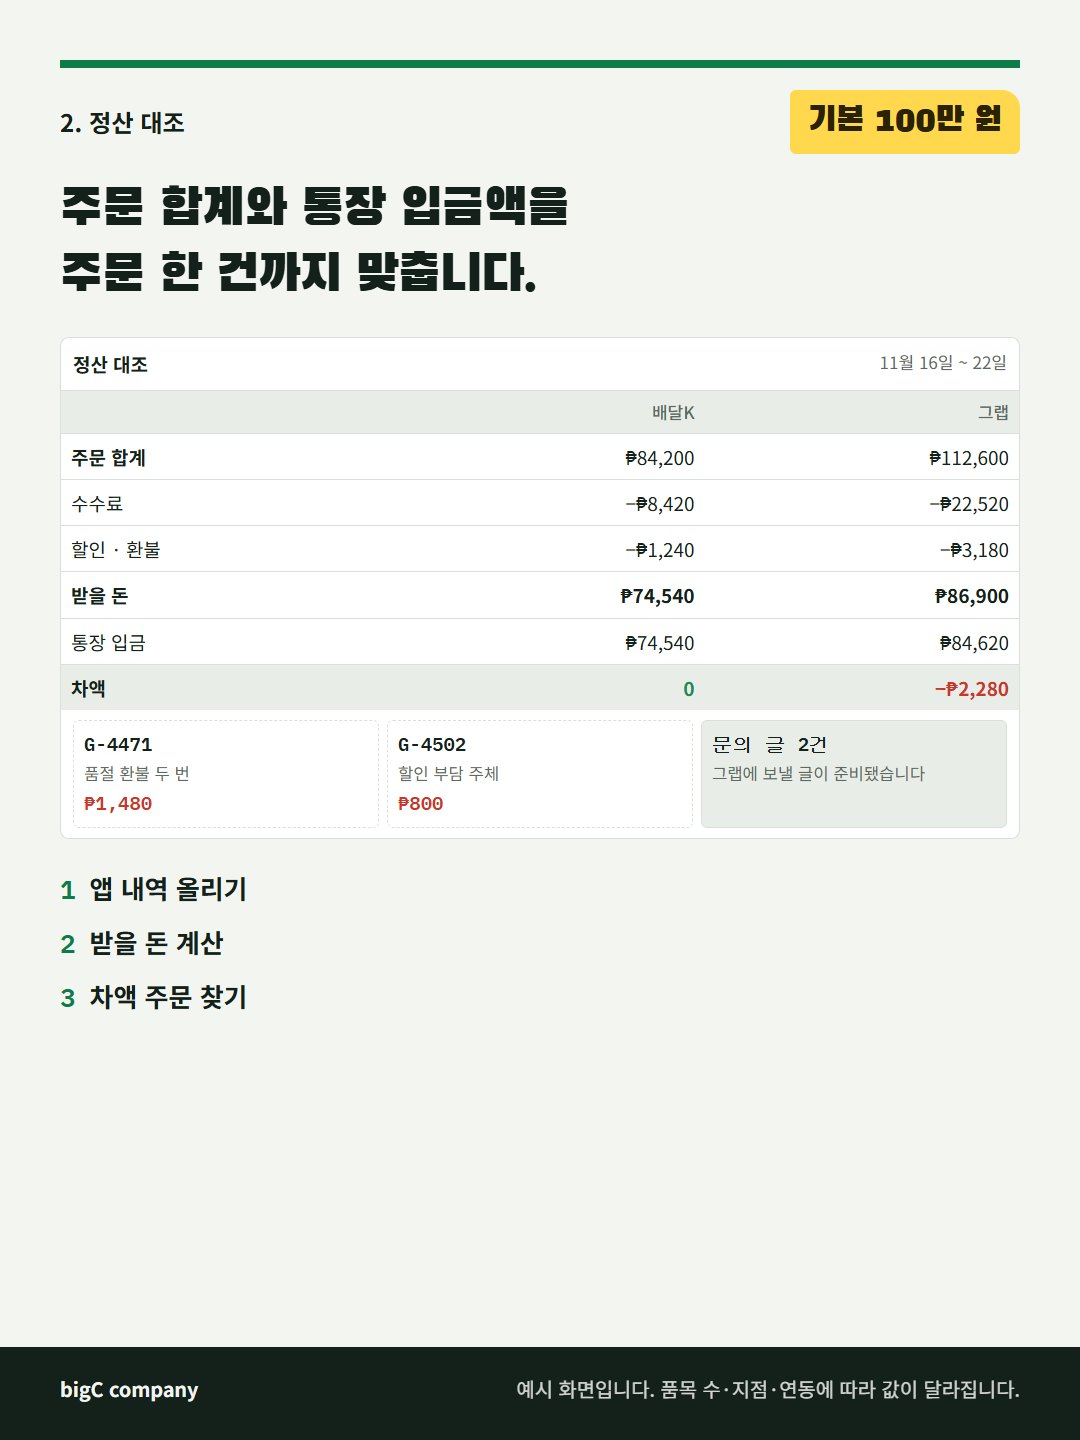 2. 정산 대조
기본 100만 원
주문 합계와 통장 입금액을
주문 한 건까지 맞춥니다.
정산 대조 11월 16일 ~ 22일
배달K 그랩
주문 합계 ₱84,200 ₱112,600
수수료 −₱8,420 −₱22,520
할인 · 환불 −₱1,240 −₱3,180
받을 돈 ₱74,540 ₱86,900
통장 입금 ₱74,540 ₱84,620
차액 0 −₱2,280
G-4471
품절 환불 두 번
₱1,480
G-4502
할인 부담 주체
₱800
문의 글 2건
그랩에 보낼 글이 준비됐습니다
1 앱 내역 올리기
2 받을 돈 계산
3 차액 주문 찾기
bigC company
예시 화면입니다. 품목 수·지점·연동에 따라 값이 달라집니다.